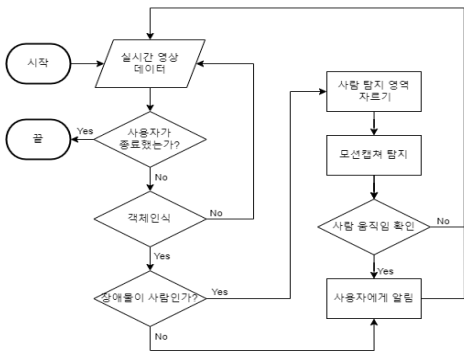 시작
실시간 영상
데이터
끝
Yes
사용자가
종료했는가?
No
객체인식
No
Yes
장애물이 사람인가?
Yes
No
사람 탐지 영역
자르기
모션캡쳐 탐지
사람 움직임 확인
No
Yes
사용자에게 알림